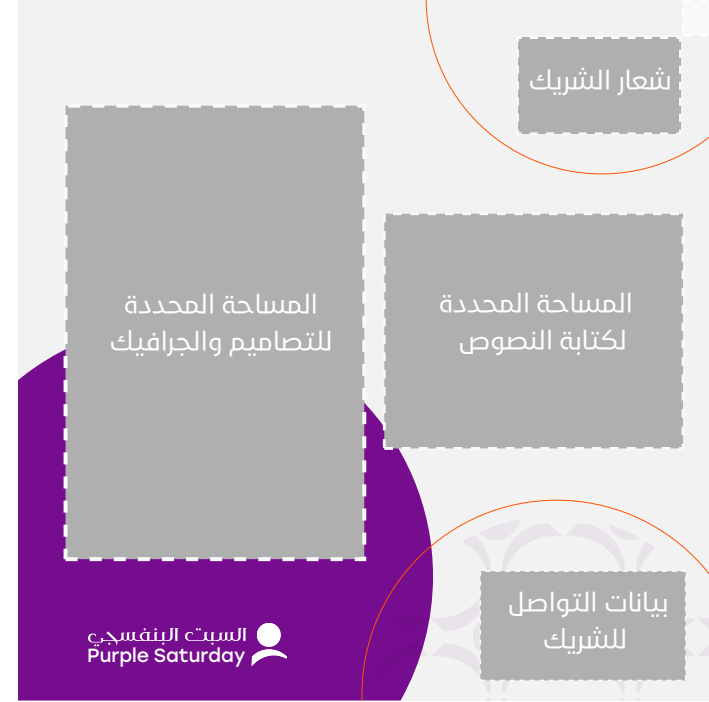 شعار الشريك
المساحة المحددة
لكتابة النصوص
المساحة المحددة
للتصاميم والجرافيك
بيانات التواصل
للشريك
السبت البنفسجي
Purple Saturday